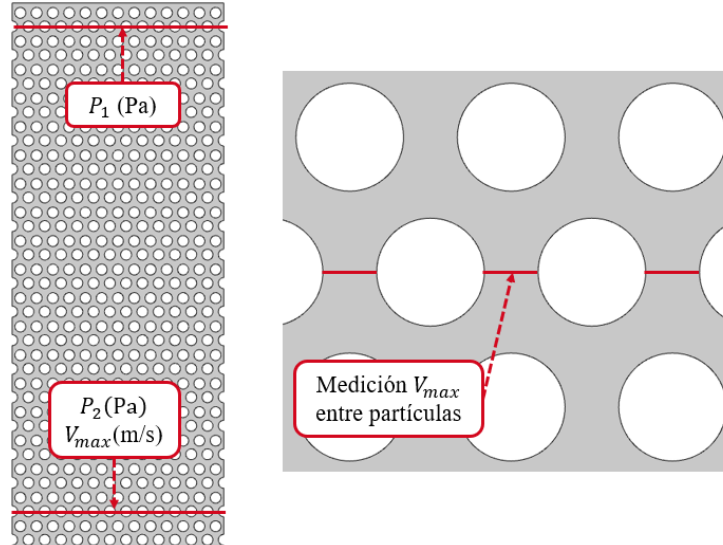 P₁ (Pa)
P₂(Pa)
Vₘₐₓ(m/s)
Medición Vₘₐₓ
entre partículas